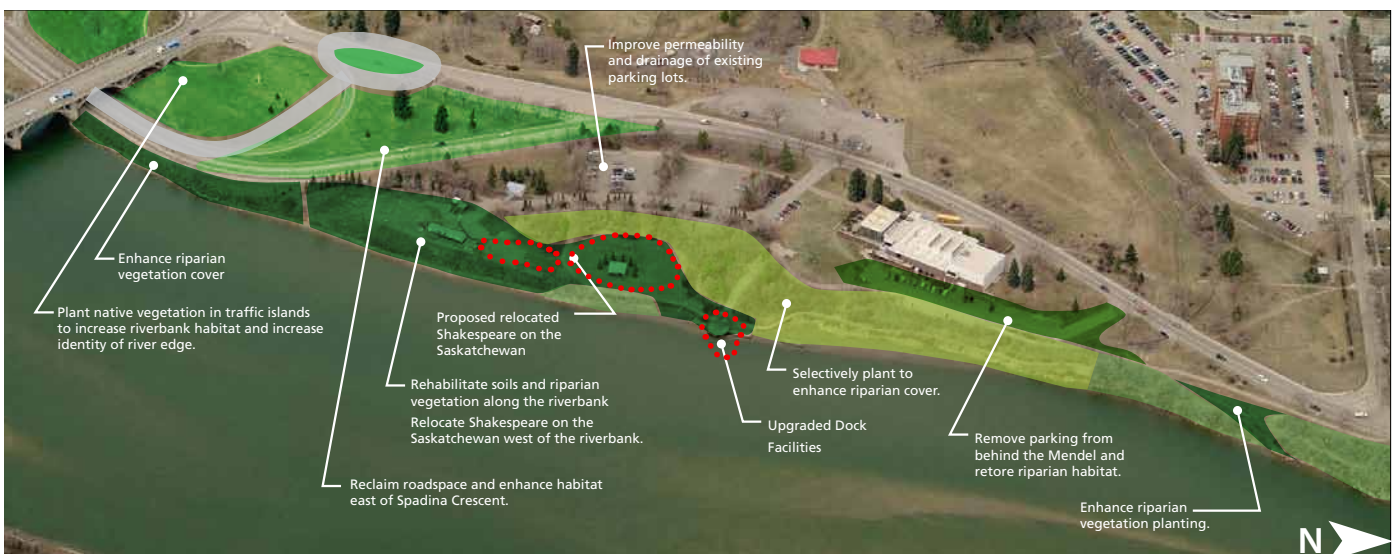 Improve permeability
and drainage of existing
parking lots.
Enhance riparian
vegetation cover
Plant native vegetation in traffic islands
to increase riverbank habitat and increase
identity of river edge.
Proposed relocated
Shakespeare on the
Saskatchewan
Rehabilitate soils and riparian
vegetation along the riverbank
Relocate Shakespeare on the
Saskatchewan west of the riverbank.
Reclaim roadspace and enhance habitat
east of Spadina Crescent.
Selectively plant to
enhance riparian cover.
Upgraded Dock
Facilities
Remove parking from
behind the Mendel and
retore riparian habitat.
Enhance riparian
vegetation planting.
N